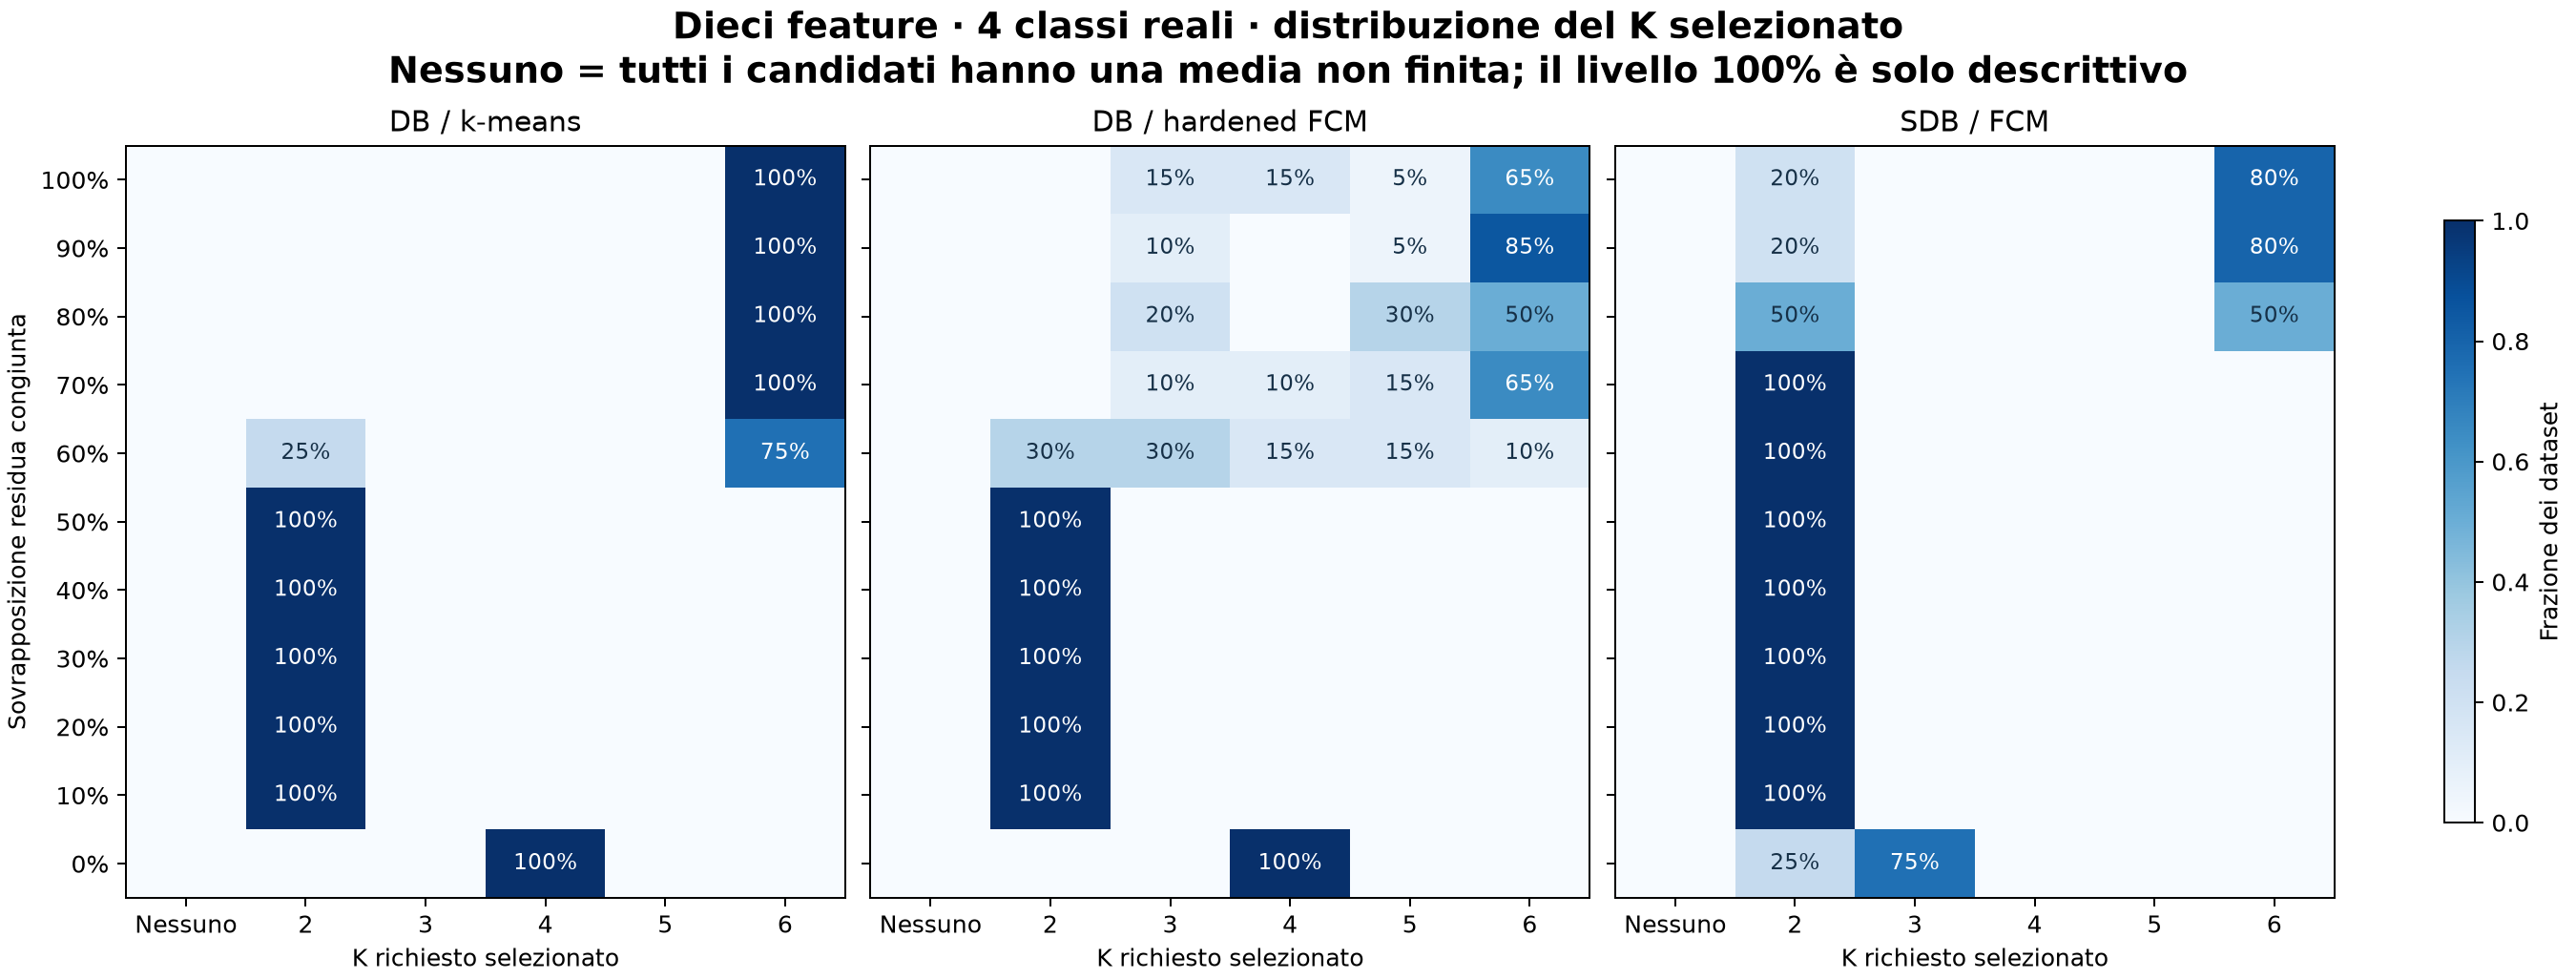 Dieci feature · 4 classi reali · distribuzione del K selezionato
Nessuno = tutti i candidati hanno una media non finita; il livello 100% è solo descrittivo
DB / k-means
DB / hardened FCM
SDB / FCM
Sovrapposizione residua congiunta
100%
90%
80%
70%
60%
50%
40%
30%
20%
10%
0%
100%
100%
100%
100%
25% 75%
100%
100%
100%
100%
100%
100%
Nessuno 2 3 4 5 6
K richiesto selezionato
15% 15% 5% 65%
10% 5% 85%
20% 30% 50%
10% 10% 15% 65%
30% 30% 15% 15% 10%
100%
100%
100%
100%
100%
100%
Nessuno 2 3 4 5 6
K richiesto selezionato
20% 80%
20% 80%
50% 50%
100%
100%
100%
100%
100%
100%
100%
25% 75%
Nessuno 2 3 4 5 6
K richiesto selezionato
1.0
0.8
0.6
0.4
0.2
0.0
Frazione dei dataset